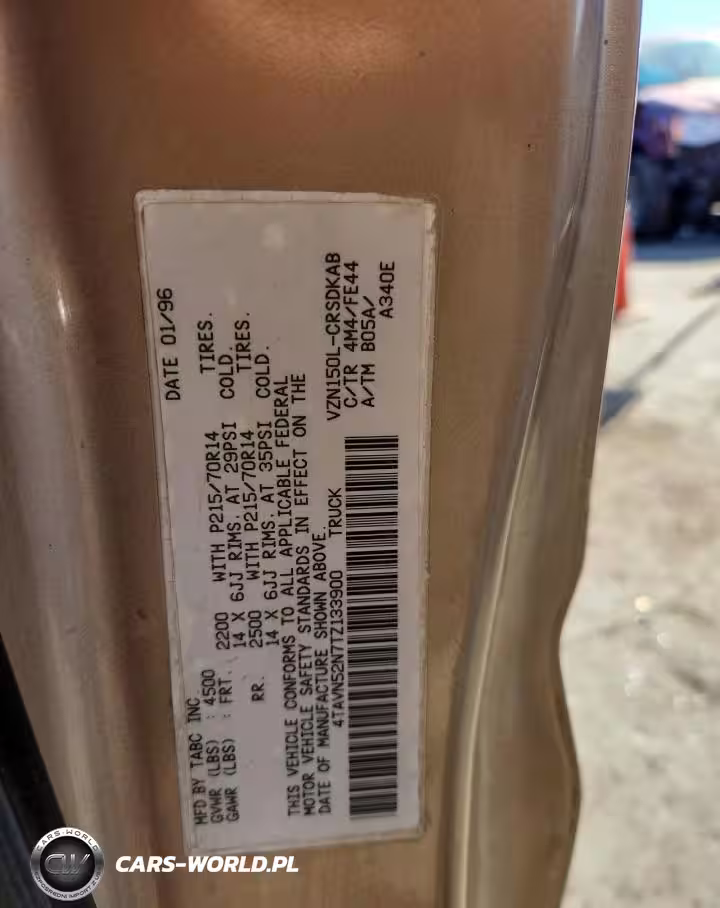 MFD BY TABC INC. DATE 01/96
GVWR (LBS) : 4500
GAWR (LBS) : FRT. 2200 WITH P215/70R14 TIRES.
14 X 6JJ RIMS. AT 29PSI COLD.
RR. 2500 WITH P215/70R14 TIRES.
14 X 6JJ RIMS. AT 35PSI COLD.
THIS VEHICLE CONFORMS TO ALL APPLICABLE FEDERAL
MOTOR VEHICLE SAFETY STANDARDS IN EFFECT ON THE
DATE OF MANUFACTURE SHOWN ABOVE.
4TAVN52N7TZ133900 TRUCK
VZN150L-CRSDKAB
C/TR 4M4/FE44
A/TM B05A/
A340E
CARS-WORLD
CW
CARS-WORLD.PL